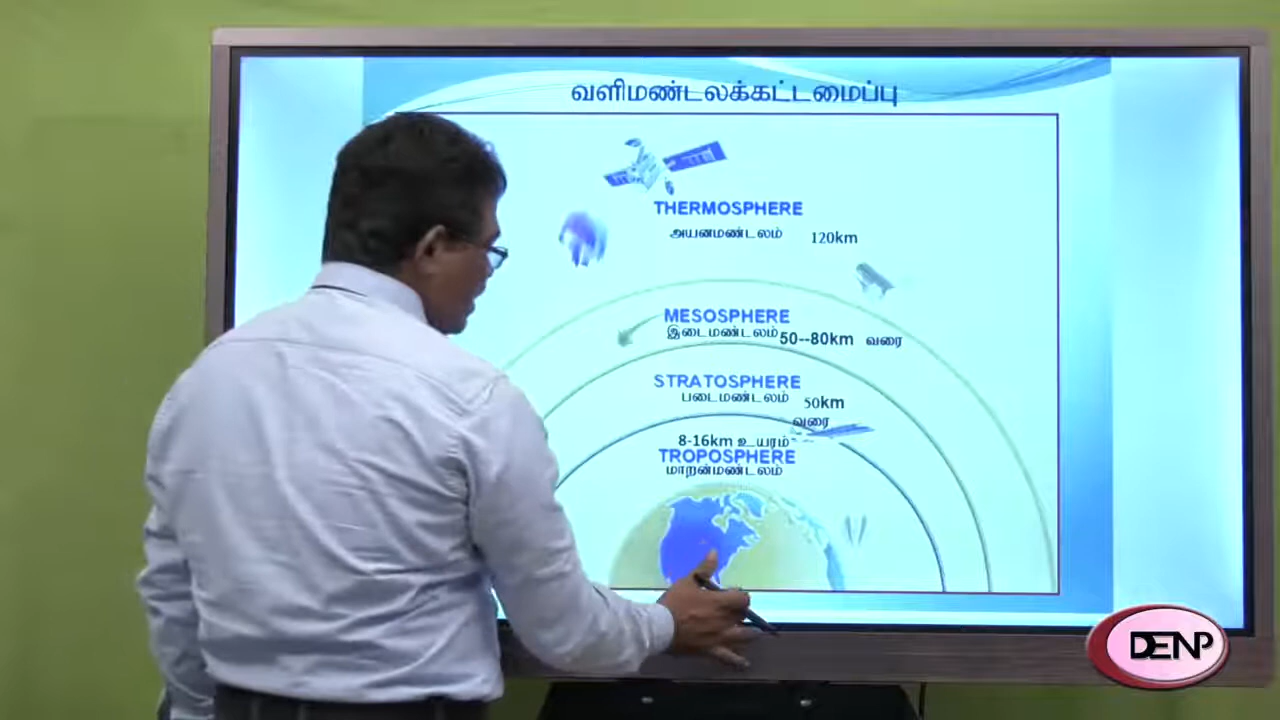 வளிமண்டலக்கட்டமைப்பு
THERMOSPHERE
அயனமண்டலம் 120km
MESOSPHERE
இடைமண்டலம் 50--80km வரை
STRATOSPHERE
படைமண்டலம் 50km
வரை
8-16km உயரம்
TROPOSPHERE
மாறன்மண்டலம்
DENP